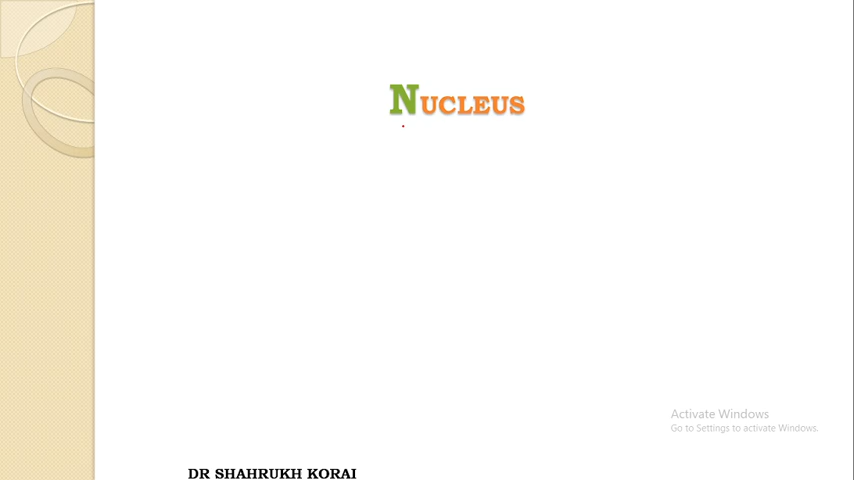 NUCLEUS
Activate Windows
Go to Settings to activate Windows.
DR SHAHRUKH KORAI